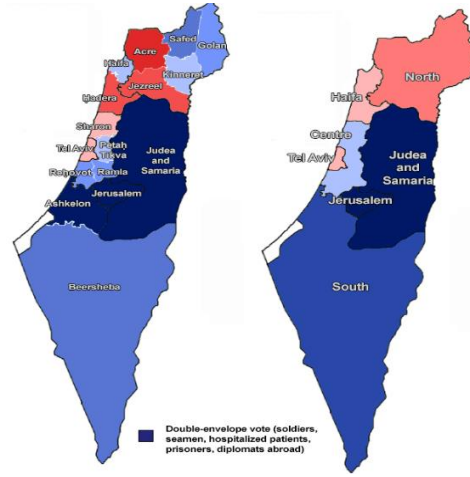 Safed
Acre
Golan
Haifa
Kinneret
Jezreel
Hadera
Sharon
Tel Aviv
Petah
Tikva
Judea
and
Samaria
Rehovot
Ramla
Jerusalem
Ashkelon
Beersheba
North
Haifa
Centre
Tel Aviv
Judea
and
Samaria
Jerusalem
South
Double-envelope vote (soldiers,
seamen, hospitalized patients,
prisoners, diplomats abroad)